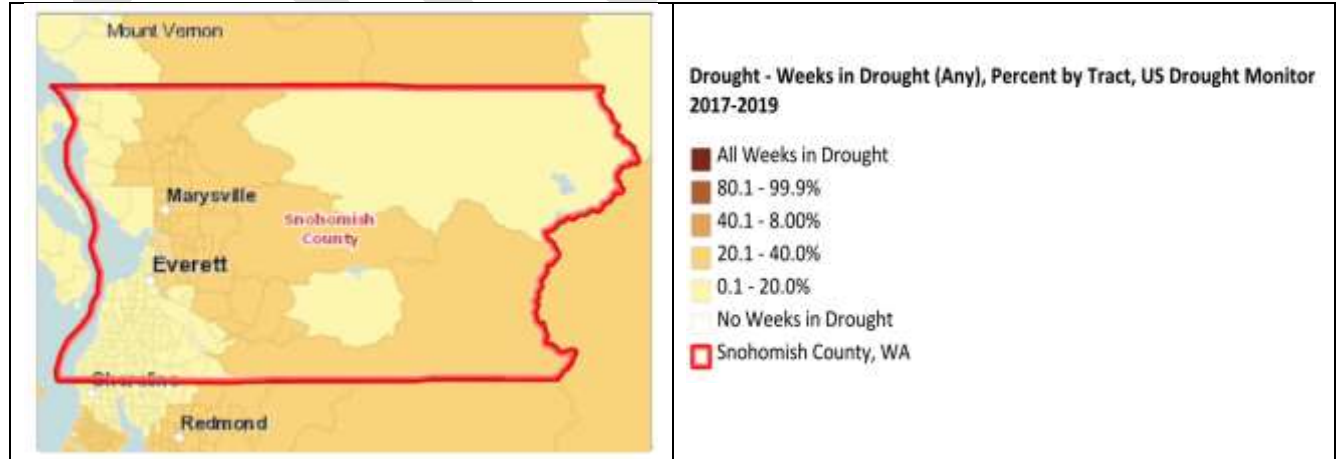 Mount Vernon
Marysville
Snohomish
County
Everett
Shoreline
Redmond
Drought - Weeks in Drought (Any), Percent by Tract, US Drought Monitor
2017-2019
All Weeks in Drought
80.1 - 99.9%
40.1 - 8.00%
20.1 - 40.0%
0.1 - 20.0%
No Weeks in Drought
Snohomish County, WA